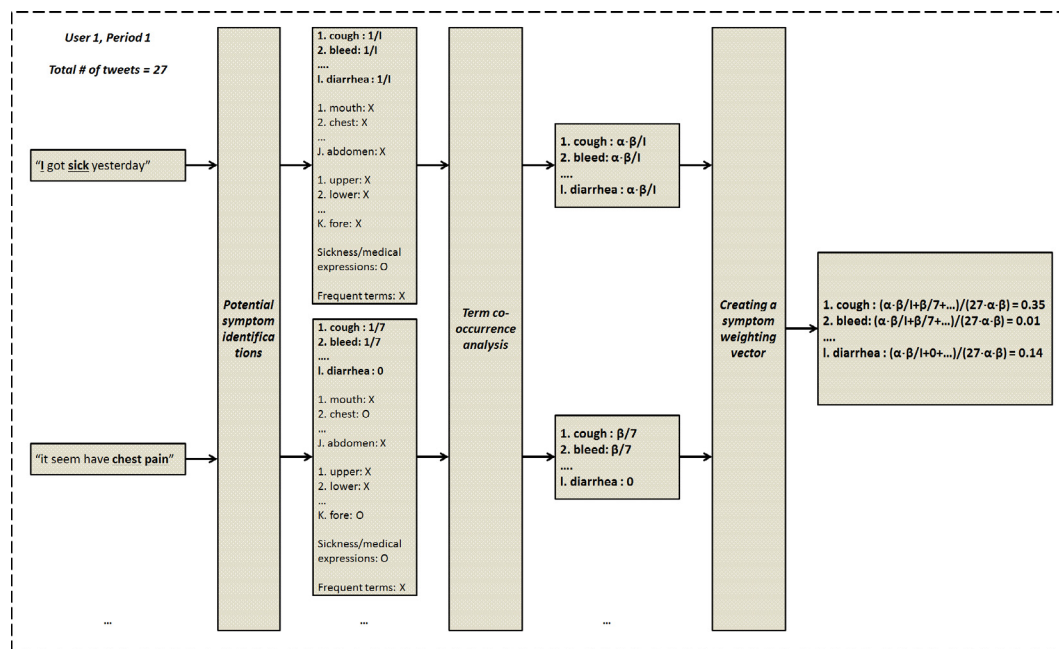 User 1, Period 1
Total # of tweets = 27
"I got sick yesterday"
"it seem have chest pain"
...
Potential
symptom
identifica
tions
1. cough : 1/I
2. bleed: 1/I
....
I. diarrhea : 1/I
1. mouth: X
2. chest: X
...
J. abdomen: X
1. upper: X
2. lower: X
...
K. fore: X
Sickness/medical
expressions: O
Frequent terms: X
1. cough : 1/7
2. bleed: 1/7
....
I. diarrhea: 0
1. mouth: X
2. chest: O
...
J. abdomen: X
1. upper: X
2. lower: X
...
K. fore: O
Sickness/medical
expressions: O
Frequent terms: X
...
Term co-
occurrence
analysis
1. cough : α·β/I
2. bleed: α·β/I
....
I. diarrhea : α·β/I
1. cough : β/7
2. bleed: β/7
....
I. diarrhea : 0
...
Creating a
symptom
weighting
vector
1. cough : (α·β/I+β/7+...)/(27·α·β) = 0.35
2. bleed: (α·β/I+β/7+...)/(27·α·β) = 0.01
....
I. diarrhea : (α·β/I+0+...)/(27·α·β) = 0.14